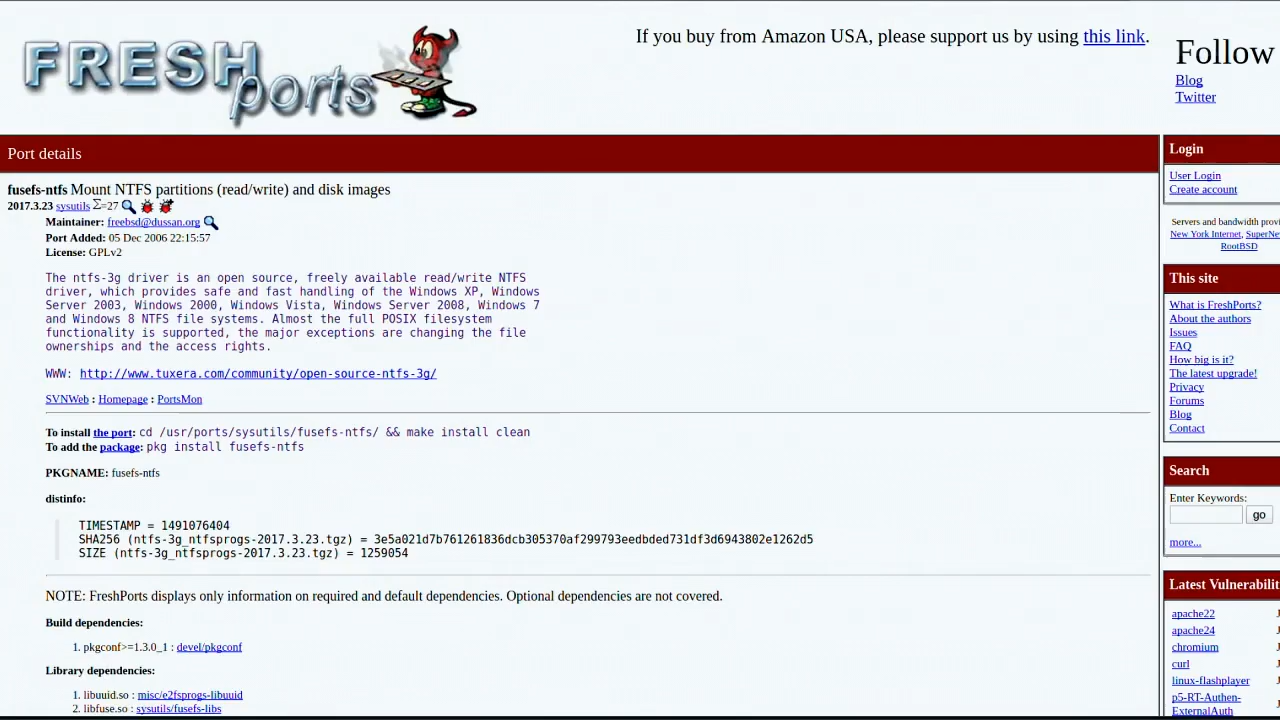 FRESH ports
If you buy from Amazon USA, please support us by using this link.
Follow
Blog
Twitter
Port details
fusefs-ntfs Mount NTFS partitions (read/write) and disk images
2017.3.23 sysutils Σ=27
Maintainer: freebsd@dussan.org
Port Added: 05 Dec 2006 22:15:57
License: GPLv2
The ntfs-3g driver is an open source, freely available read/write NTFS
driver, which provides safe and fast handling of the Windows XP, Windows
Server 2003, Windows 2000, Windows Vista, Windows Server 2008, Windows 7
and Windows 8 NTFS file systems. Almost the full POSIX filesystem
functionality is supported, the major exceptions are changing the file
ownerships and the access rights.
WWW: http://www.tuxera.com/community/open-source-ntfs-3g/
SVNWeb : Homepage : PortsMon
To install the port: cd /usr/ports/sysutils/fusefs-ntfs/ && make install clean
To add the package: pkg install fusefs-ntfs
PKGNAME: fusefs-ntfs
distinfo:
TIMESTAMP = 1491076404
SHA256 (ntfs-3g_ntfsprogs-2017.3.23.tgz) = 3e5a021d7b761261836dcb305370af299793eedbded731df3d6943802e1262d5
SIZE (ntfs-3g_ntfsprogs-2017.3.23.tgz) = 1259054
NOTE: FreshPorts displays only information on required and default dependencies. Optional dependencies are not covered.
Build dependencies:
1. pkgconf>=1.3.0_1 : devel/pkgconf
Library dependencies:
1. libuuid.so : misc/e2fsprogs-libuuid
2. libfuse.so : sysutils/fusefs-libs
Login
User Login
Create account
Servers and bandwidth provi
New York Internet, SuperNe
RootBSD
This site
What is FreshPorts?
About the authors
Issues
FAQ
How big is it?
The latest upgrade!
Privacy
Forums
Blog
Contact
Search
Enter Keywords:
go
more...
Latest Vulnerabilit
apache22 J
apache24 J
chromium J
curl J
linux-flashplayer J
p5-RT-Authen- J
ExternalAuth